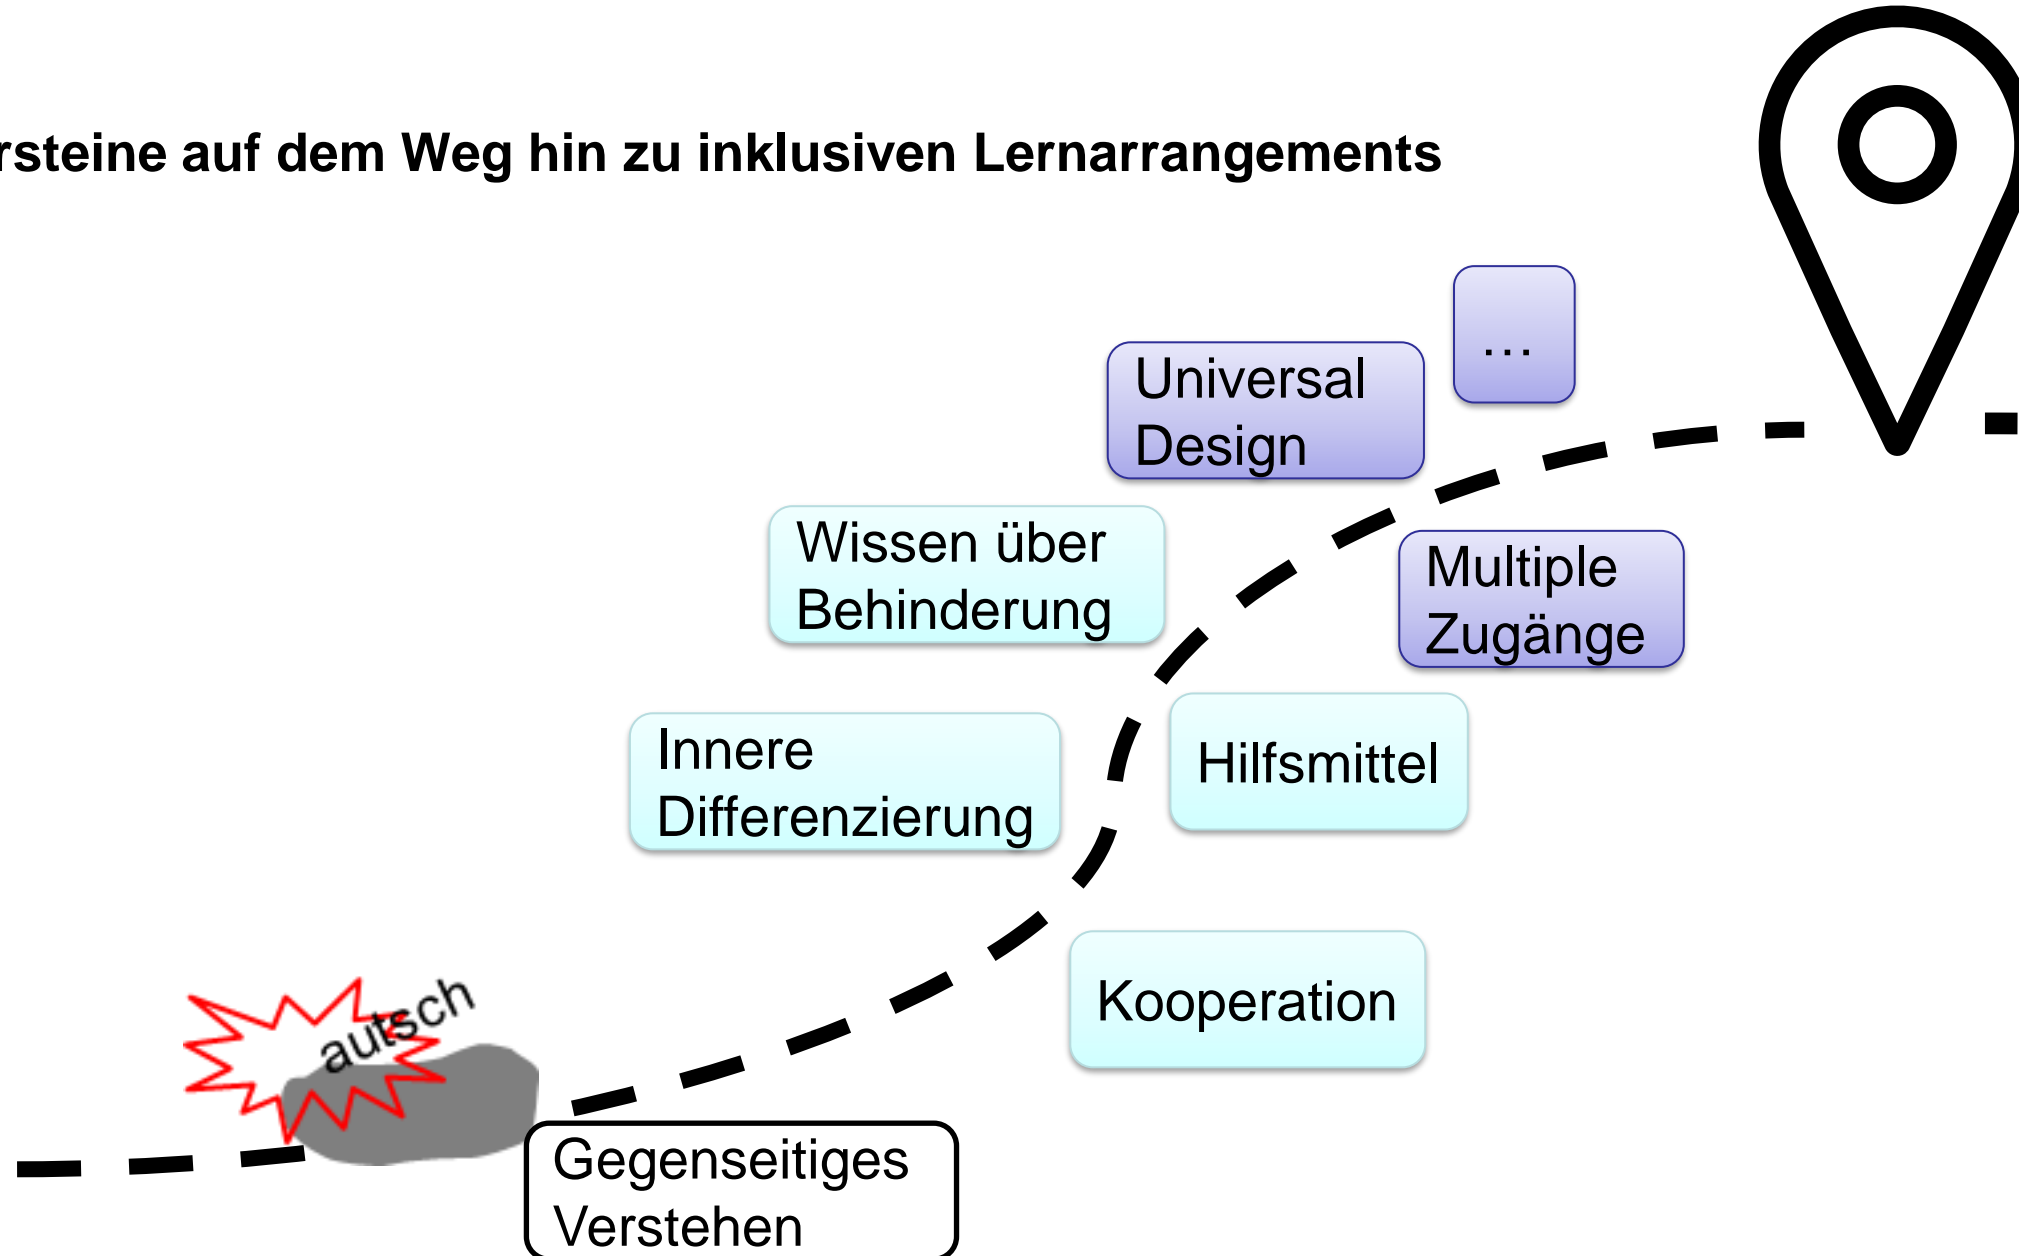 rsteine auf dem Weg hin zu inklusiven Lernarrangements
…
Universal
Design
Wissen über
Behinderung
Multiple
Zugänge
Innere
Differenzierung
Hilfsmittel
Kooperation
autsch
Gegenseitiges
Verstehen